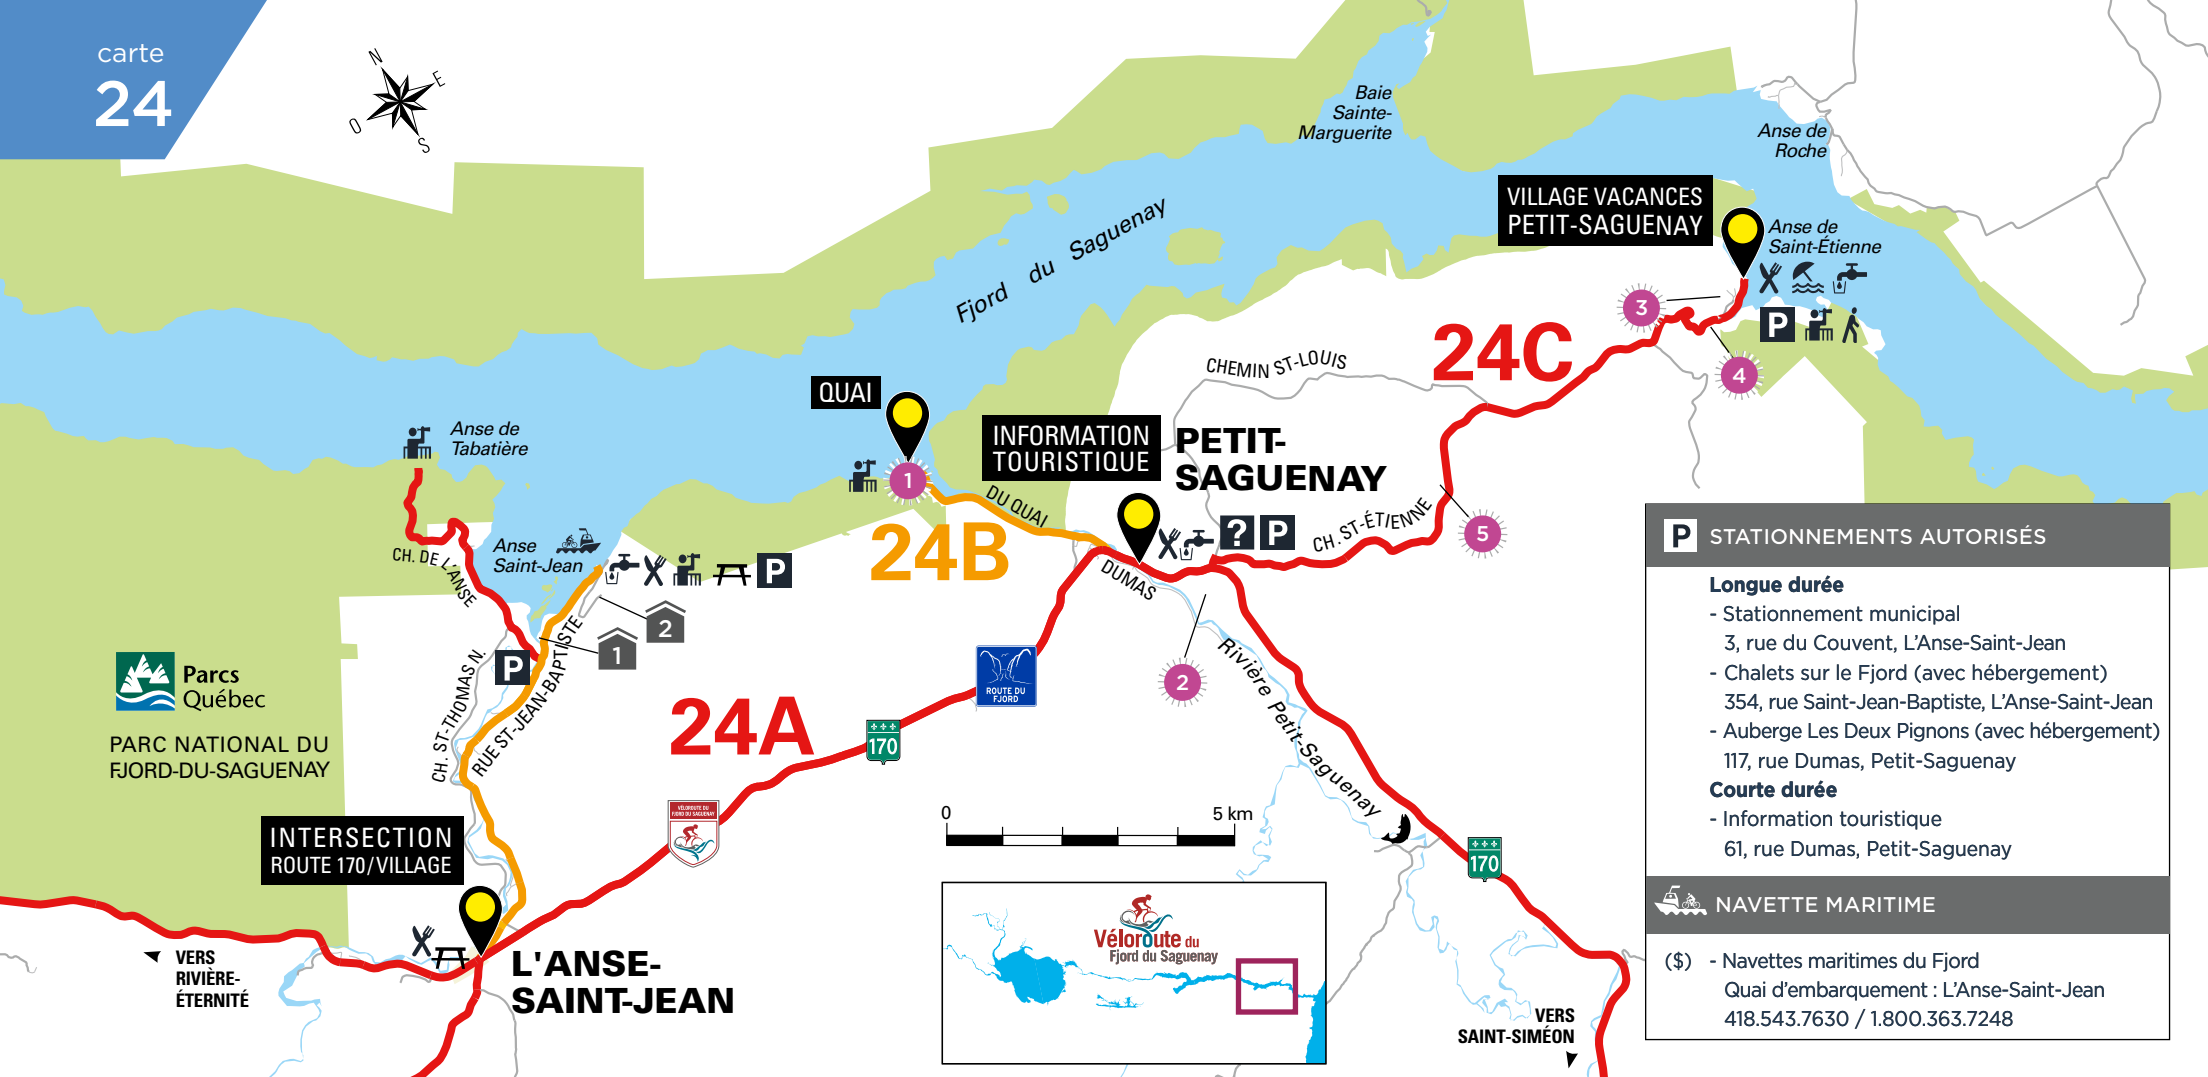 carte
24
N
E
O
S
Baie
Sainte-
Marguerite
Anse de
Roche
VILLAGE VACANCES
PETIT-SAGUENAY
Anse de
Saint-Étienne
Fjord du Saguenay
3
P
4
24C
CHEMIN ST-LOUIS
QUAI
1
INFORMATION
TOURISTIQUE
PETIT-
SAGUENAY
Anse de
Tabatière
DU QUAI
24B
? P
CH. ST-ÉTIENNE
5
CH. DE L'ANSE
Anse
Saint-Jean
P
DUMAS
2
1
P
2
Parcs
Québec
PARC NATIONAL DU
FJORD-DU-SAGUENAY
CH. ST-THOMAS N.
RUE ST-JEAN-BAPTISTE
24A
170
ROUTE DU
FJORD
Rivière Petit-Saguenay
VÉLOROUTE DU
FJORD DU SAGUENAY
0 5 km
170
INTERSECTION
ROUTE 170/VILLAGE
VERS
RIVIÈRE-
ÉTERNITÉ
L'ANSE-
SAINT-JEAN
Véloroute du
Fjord du Saguenay
VERS
SAINT-SIMÉON
P STATIONNEMENTS AUTORISÉS
Longue durée
- Stationnement municipal
3, rue du Couvent, L'Anse-Saint-Jean
- Chalets sur le Fjord (avec hébergement)
354, rue Saint-Jean-Baptiste, L'Anse-Saint-Jean
- Auberge Les Deux Pignons (avec hébergement)
117, rue Dumas, Petit-Saguenay
Courte durée
- Information touristique
61, rue Dumas, Petit-Saguenay
NAVETTE MARITIME
($) - Navettes maritimes du Fjord
Quai d'embarquement : L'Anse-Saint-Jean
418.543.7630 / 1.800.363.7248